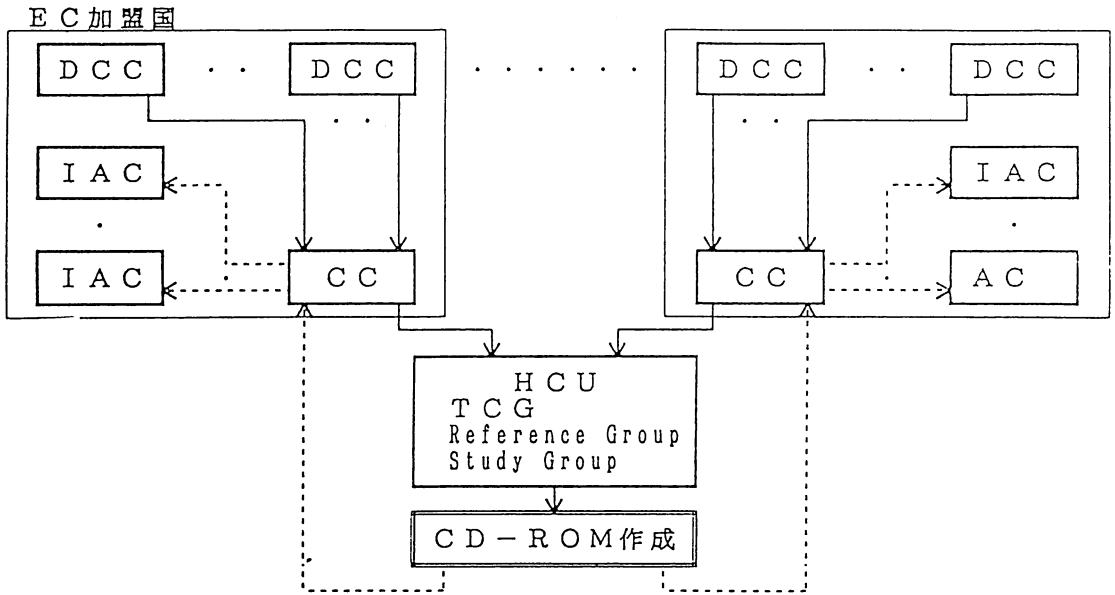 EC加盟国
DCC ・・ DCC ・・・・・・ DCC ・・ DCC
・・ ・・
IAC IAC
・ ・
IAC CC CC AC
HCU
TCG
Reference Group
Study Group
CD－ROM作成